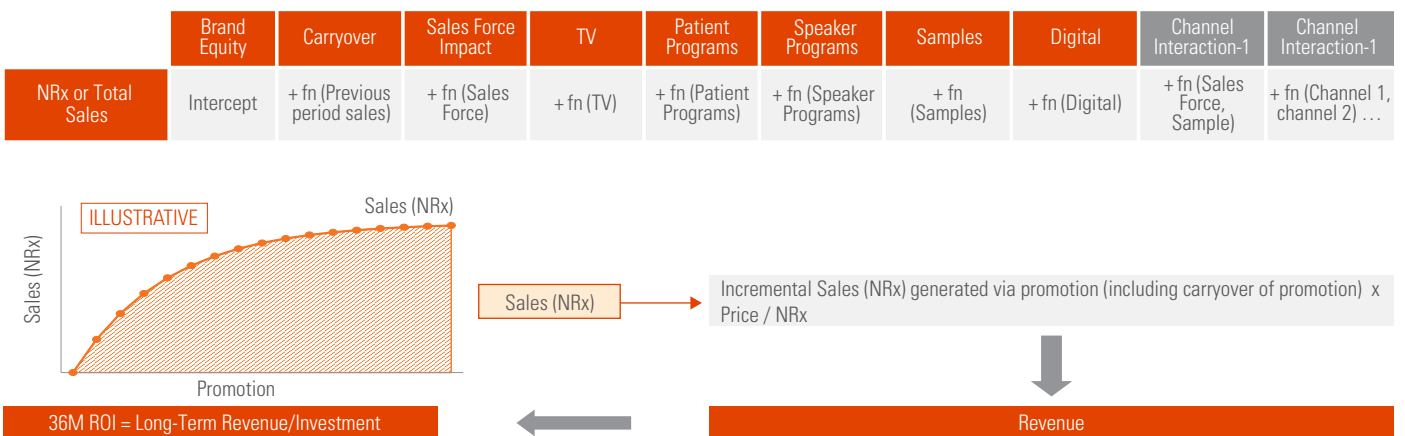 Brand
Equity
Carryover
Sales Force
Impact
TV
Patient
Programs
Speaker
Programs
Samples
Digital
Channel
Interaction-1
Channel
Interaction-1
NRx or Total
Sales
Intercept
+ fn (Previous
period sales)
+ fn (Sales
Force)
+ fn (TV)
+ fn (Patient
Programs)
+ fn (Speaker
Programs)
+ fn
(Samples)
+ fn (Digital)
+ fn (Sales
Force,
Sample)
+ fn (Channel 1,
channel 2) …
ILLUSTRATIVE
Sales (NRx)
Sales (NRx)
Promotion
Sales (NRx)
Incremental Sales (NRx) generated via promotion (including carryover of promotion) x
Price / NRx
36M ROI = Long-Term Revenue/Investment
Revenue